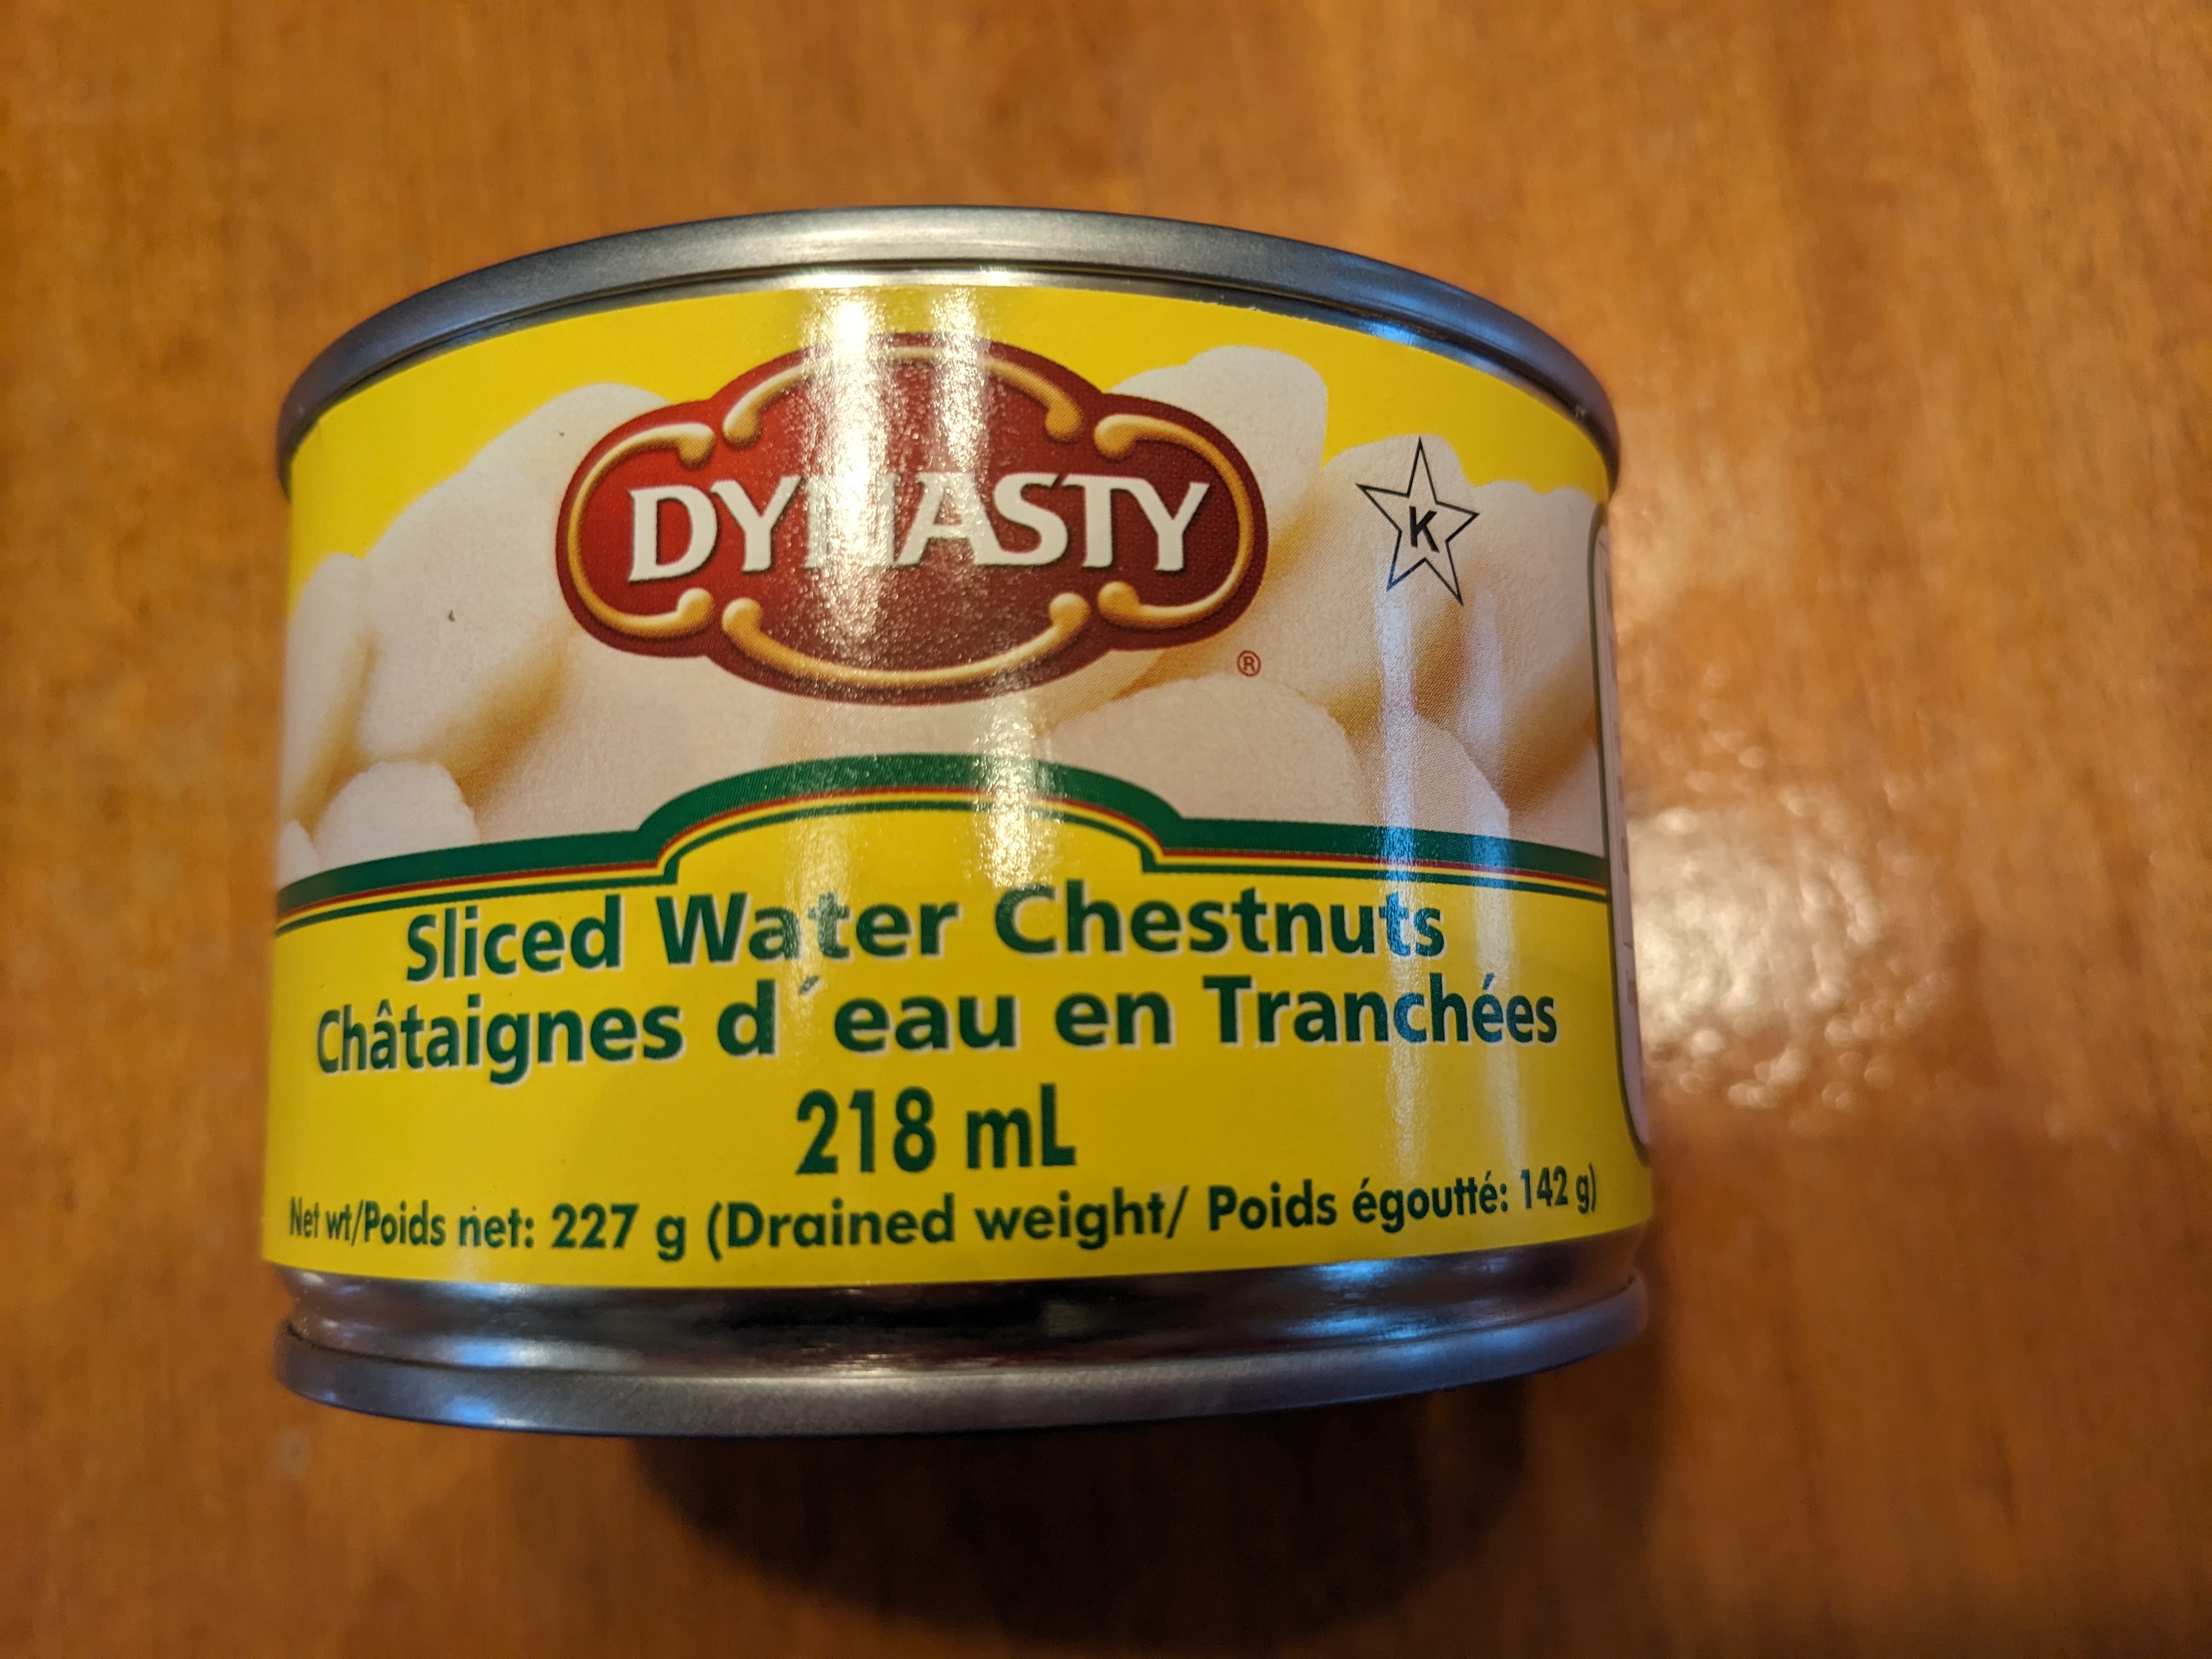 DYNASTY
K
®
Sliced Water Chestnuts
Châtaignes d´eau en Tranchées
218 mL
Net wt/Poids net: 227 g (Drained weight/ Poids égoutté: 142 g)